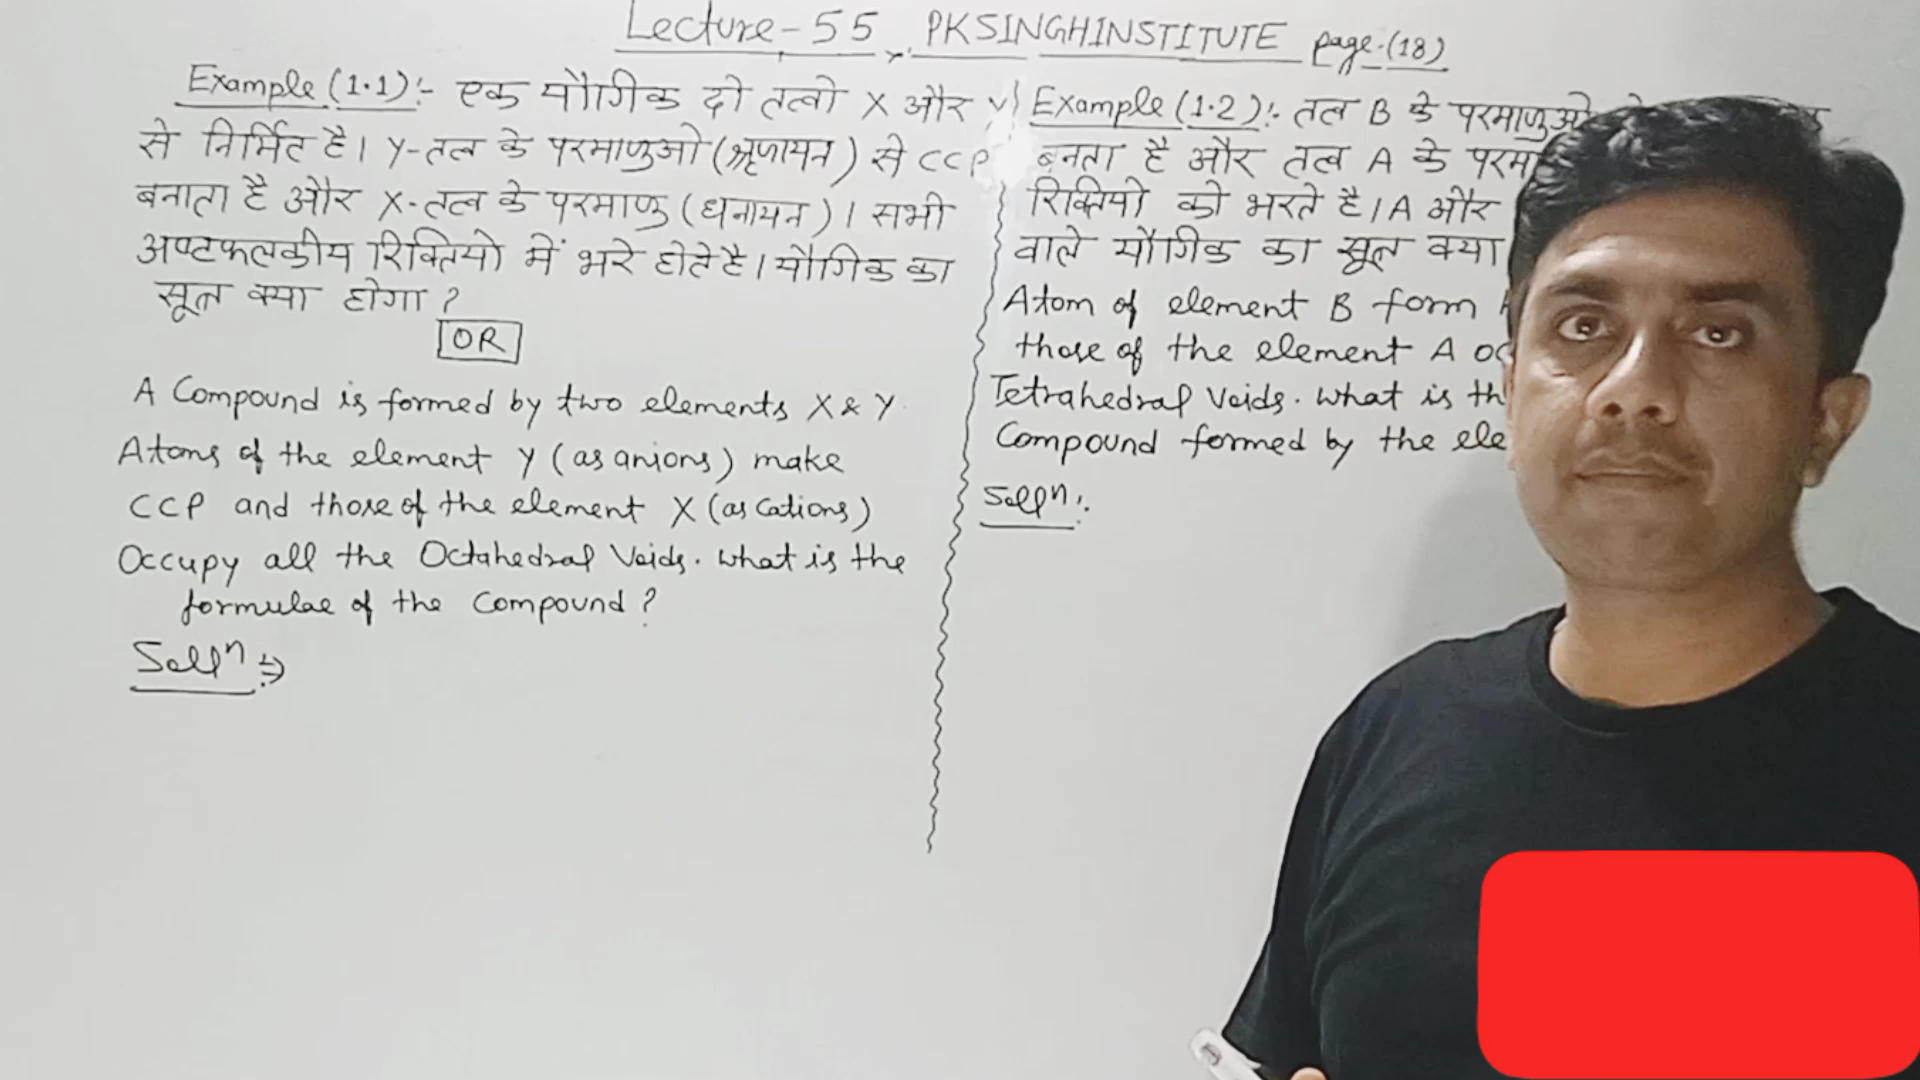 Lecture-55, PKSINGHINSTITUTE page-(18)
Example (1.1):- एक यौगिक दो तत्वो X और Y
से निर्मित है। Y-तत्व के परमाणुओ (ऋणायन) से CCP
बनाता है और X-तत्व के परमाणु (धनायन)। सभी
अष्टफलकीय रिक्तियो में भरे होते है। यौगिक का
सूत्र क्या होगा ?
OR
A Compound is formed by two elements X & Y.
Atoms of the element Y (as anions) make
CCP and those of the element X (as Cations)
Occupy all the Octahedral Voids. What is the
formulae of the Compound ?
Sollⁿ :⇒
Example (1.2):- तत्व B के परमाणुओ
बनता है और तत्व A के
रिक्तियो को भरते है। A और
वाले यौगिक का सूत्र क्या
Atom of element B form
those of the element A
Tetrahedral Voids. What is
Compound formed by the
Sollⁿ :